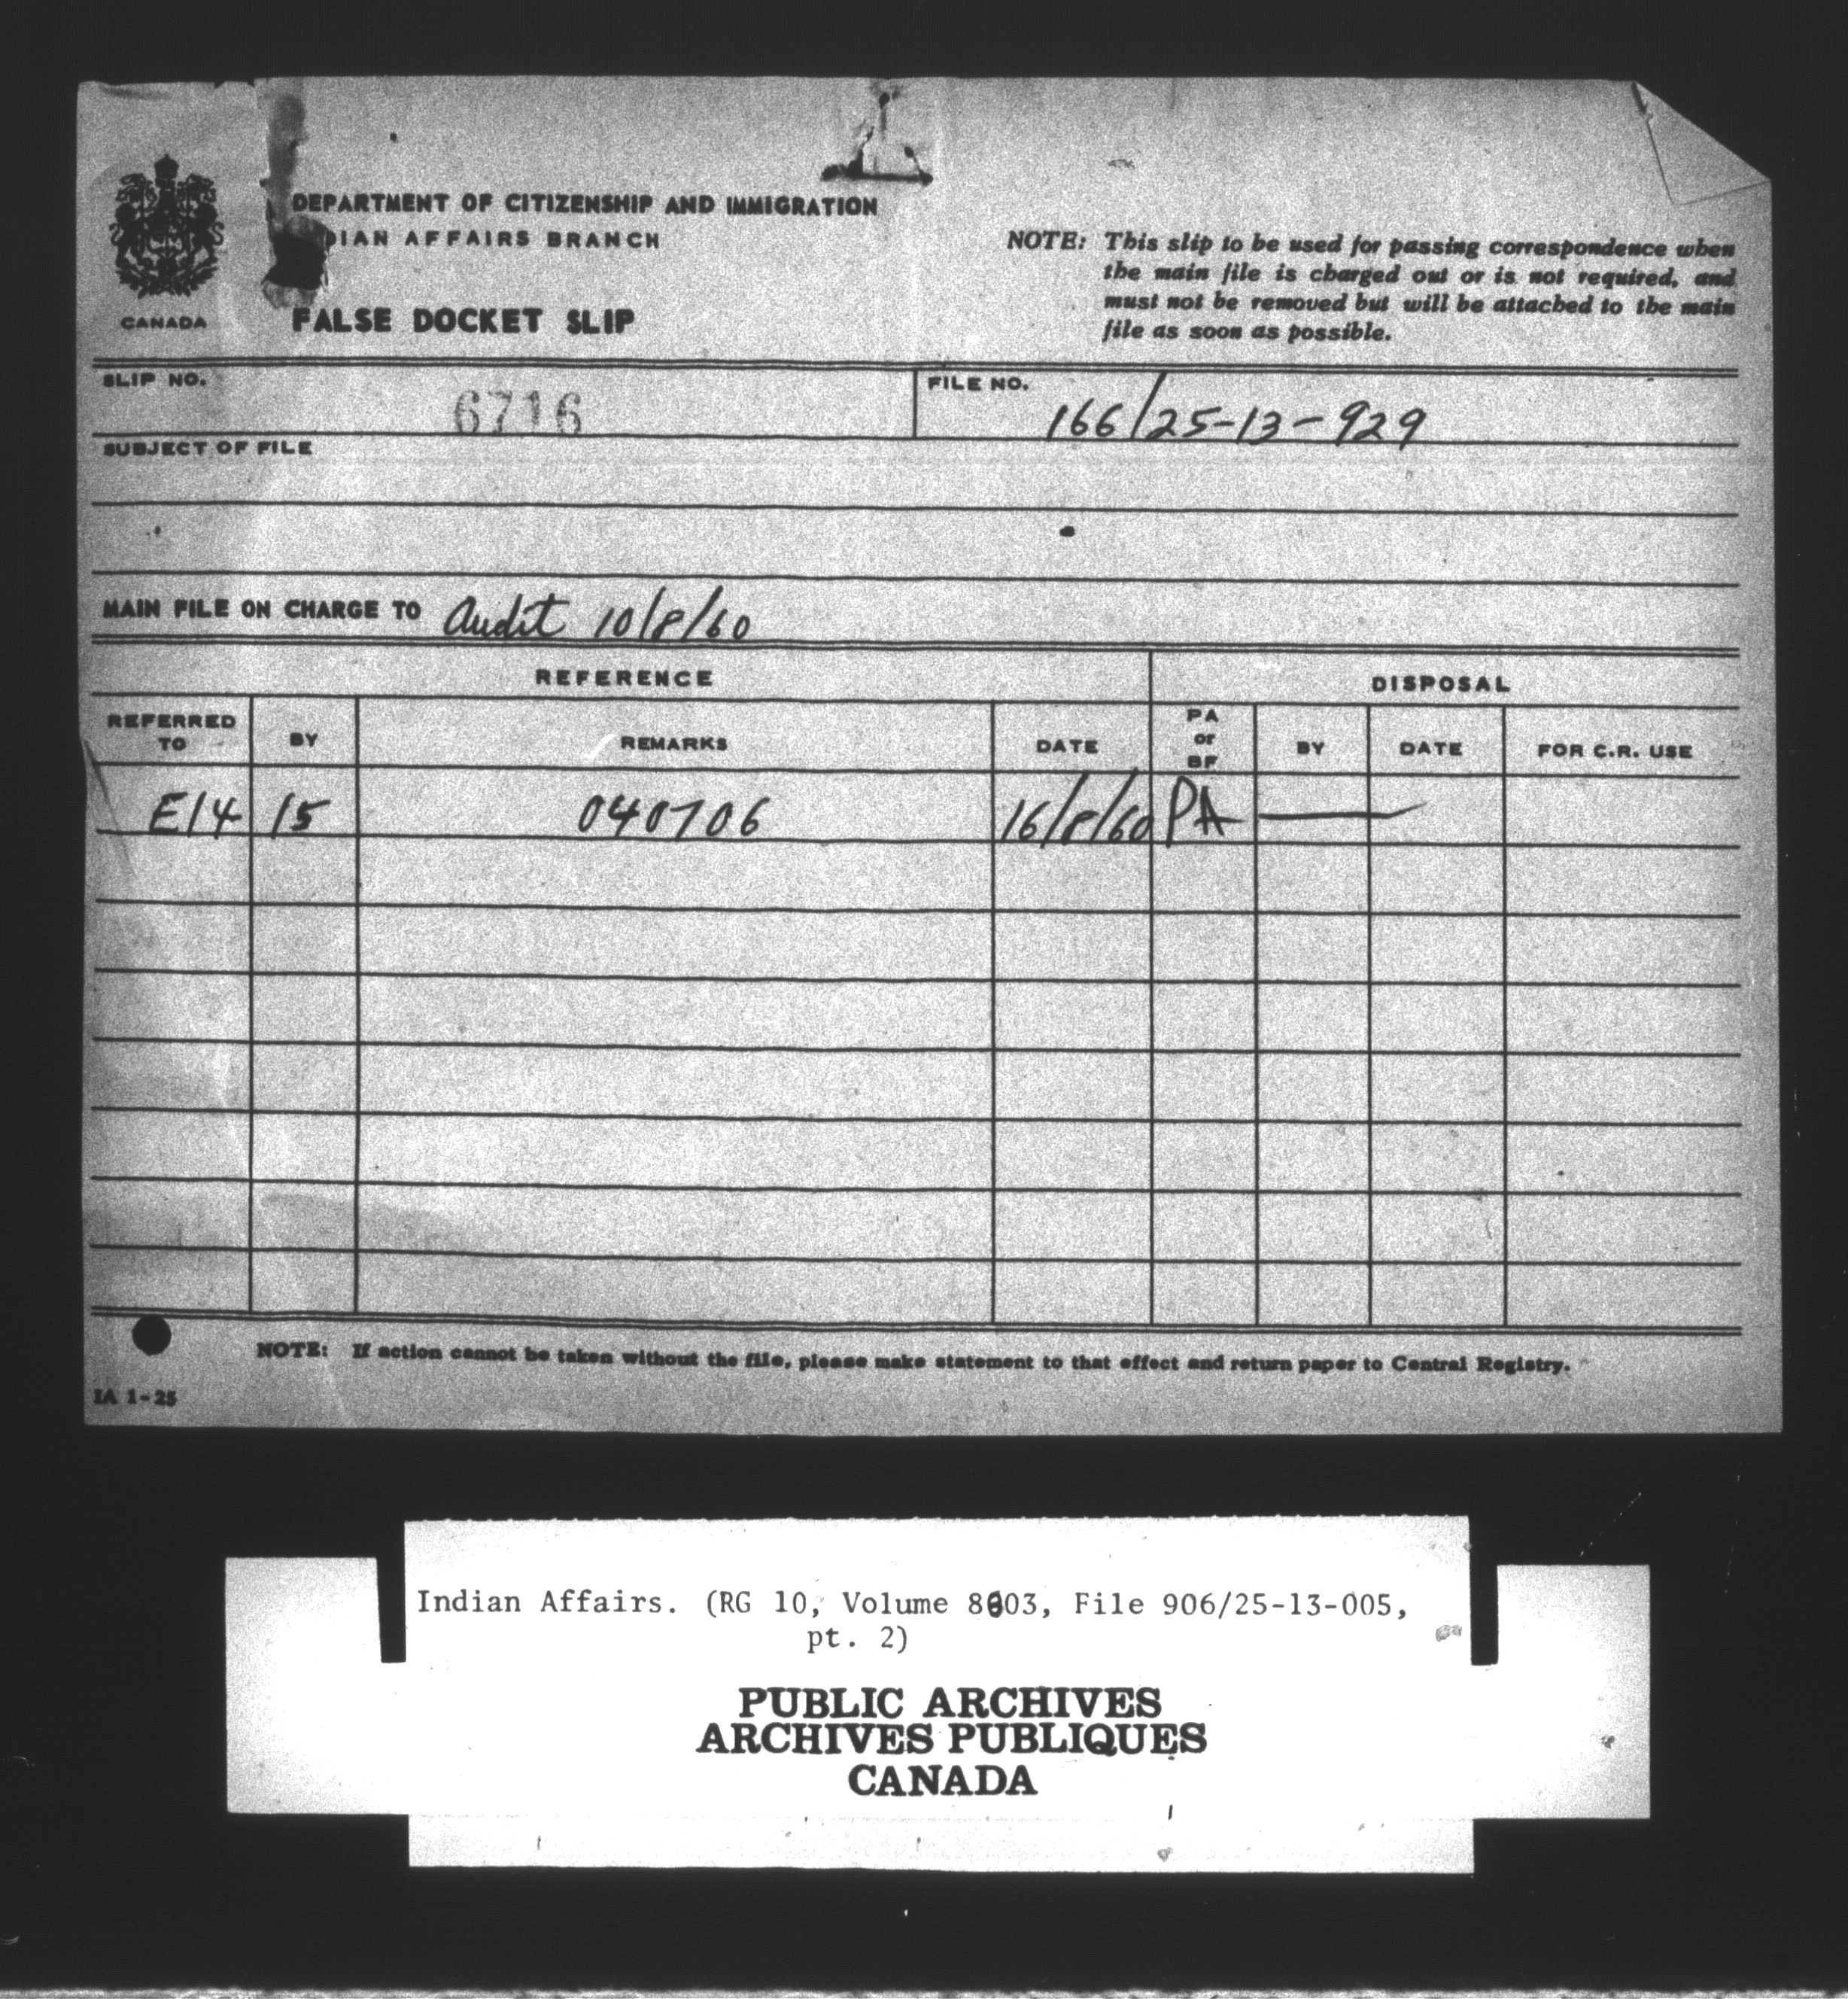 DEPARTMENT OF CITIZENSHIP AND IMMIGRATION
DIAN AFFAIRS BRANCH
CANADA
FALSE DOCKET SLIP
NOTE: This slip to be used for passing correspondence when
the main file is charged out or is not required, and
must not be removed but will be attached to the main
file as soon as possible.
SLIP NO. 6716
FILE NO. 166/25-13-929
SUBJECT OF FILE
MAIN FILE ON CHARGE TO Audit 10/8/60
REFERENCE
DISPOSAL
REFERRED TO
BY
REMARKS
DATE
PA or BF
BY
DATE
FOR C.R. USE
E14 15 040706 16/8/60 PA
NOTE: If action cannot be taken without the file, please make statement to that effect and return paper to Central Registry.
IA 1-25
Indian Affairs. (RG 10, Volume 8603, File 906/25-13-005,
pt. 2)
PUBLIC ARCHIVES
ARCHIVES PUBLIQUES
CANADA